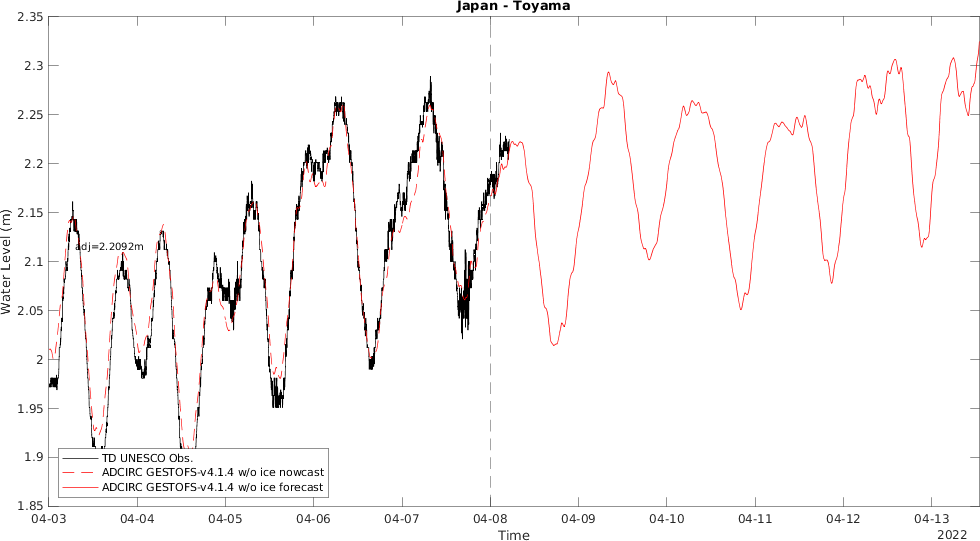 Japan - Toyama
2.35
2.3
2.25
2.2
2.15
2.1
2.05
2
1.95
1.9
1.85
Water Level (m)
adj=2.2092m
TD UNESCO Obs.
ADCIRC GESTOFS-v4.1.4 w/o ice nowcast
ADCIRC GESTOFS-v4.1.4 w/o ice forecast
04-03 04-04 04-05 04-06 04-07 04-08 04-09 04-10 04-11 04-12 04-13
Time
2022